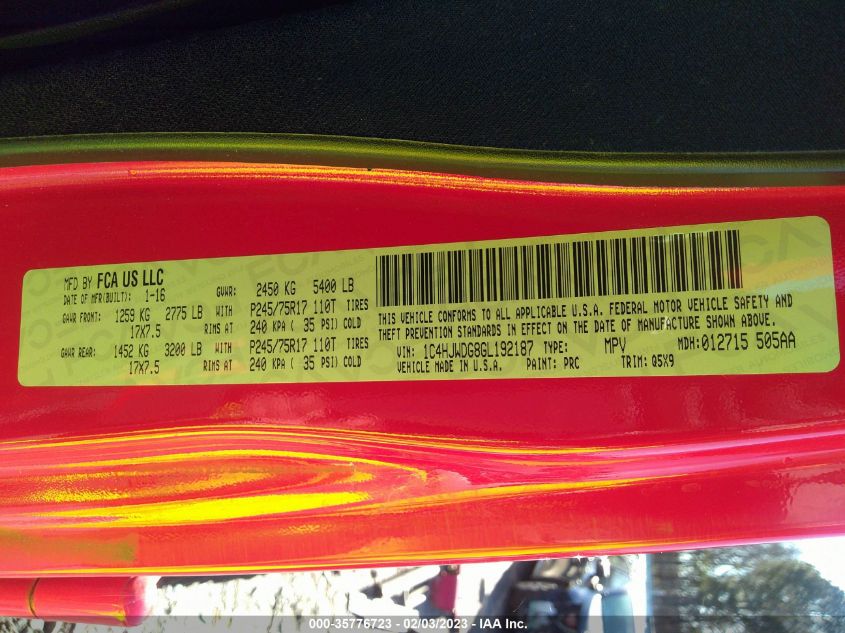 MFD BY FCA US LLC
DATE OF MFR(BUILT): 1-16 GVWR: 2450 KG 5400 LB
GAWR FRONT: 1259 KG 2775 LB WITH P245/75R17 110T TIRES
17X7.5 RIMS AT 240 KPA ( 35 PSI) COLD
GAWR REAR: 1452 KG 3200 LB WITH P245/75R17 110T TIRES
17X7.5 RIMS AT 240 KPA ( 35 PSI) COLD
THIS VEHICLE CONFORMS TO ALL APPLICABLE U.S.A. FEDERAL MOTOR VEHICLE SAFETY AND
THEFT PREVENTION STANDARDS IN EFFECT ON THE DATE OF MANUFACTURE SHOWN ABOVE.
VIN: 1C4HJWDG8GL192187 TYPE: MPV MDH:012715 505AA
VEHICLE MADE IN U.S.A. PAINT: PRC TRIM: Q5X9
000-35776723 - 02/03/2023 - IAA Inc.